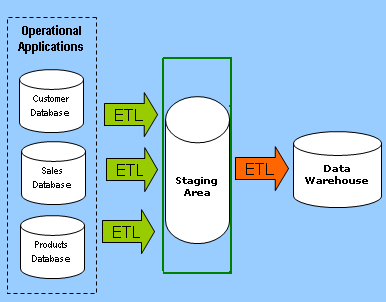 Operational
Applications
Customer
Database
ETL
Sales
Database
ETL
Products
Database
ETL
Staging
Area
ETL
Data
Warehouse